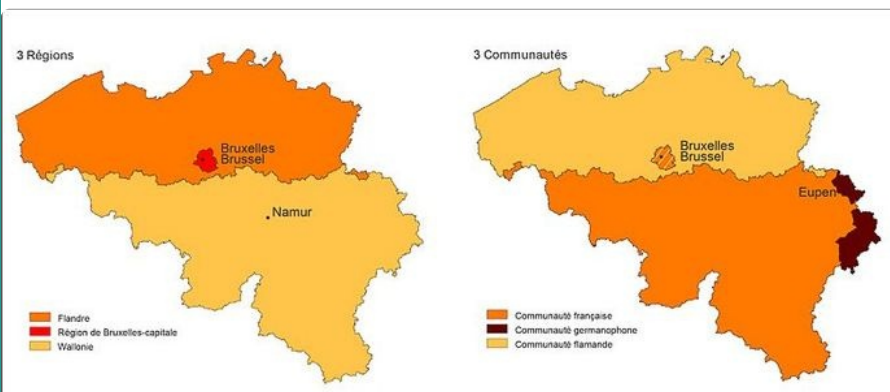 3 Régions
Bruxelles
Brussel
Namur
Flandre
Région de Bruxelles-capitale
Wallonie
3 Communautés
Bruxelles
Brussel
Eupen
Communauté française
Communauté germanophone
Communauté flamande